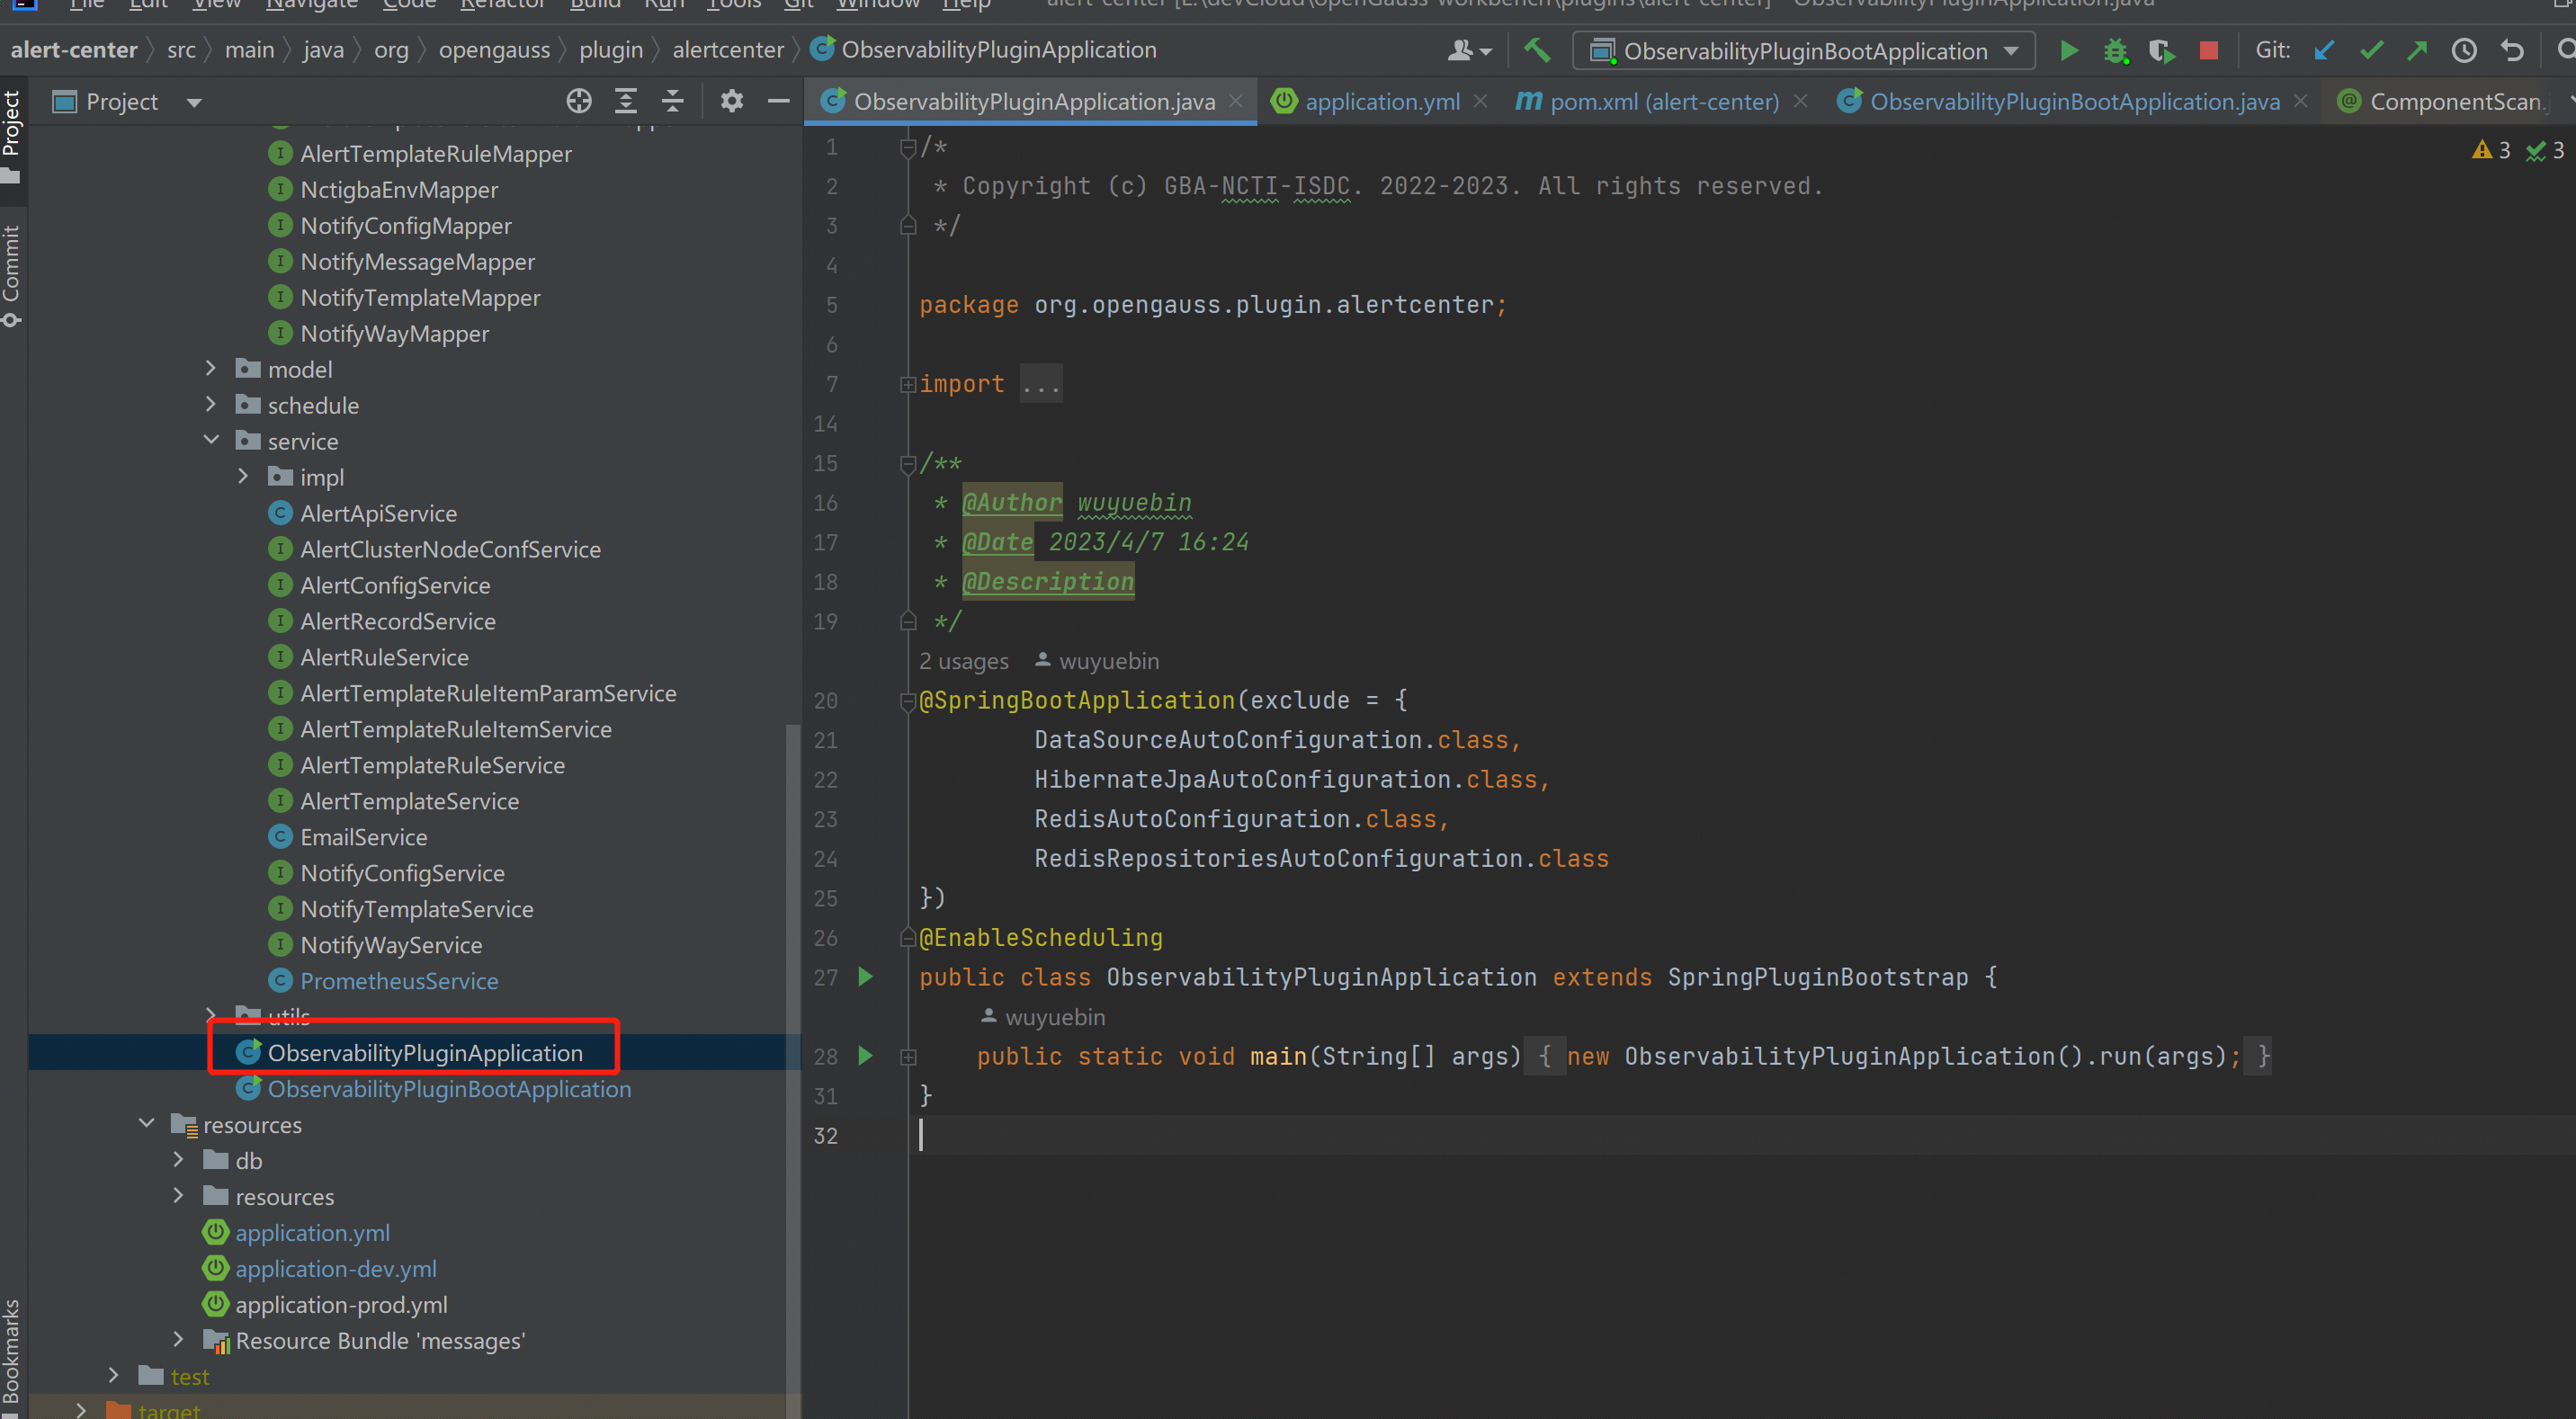 File Edit View Navigate Code Refactor Build Run Tools Git Window Help alert-center [E:\devCloud\openGauss-workbench\plugins\alert-center] - ObservabilityPluginApplication.java
alert-center src main java org opengauss plugin alertcenter ObservabilityPluginApplication ObservabilityPluginBootApplication Git:
Project ObservabilityPluginApplication.java application.yml pom.xml (alert-center) ObservabilityPluginBootApplication.java ComponentScan.
Project
Commit
Bookmarks
AlertTemplateRuleMapper
NctigbaEnvMapper
NotifyConfigMapper
NotifyMessageMapper
NotifyTemplateMapper
NotifyWayMapper
model
schedule
service
impl
AlertApiService
AlertClusterNodeConfService
AlertConfigService
AlertRecordService
AlertRuleService
AlertTemplateRuleItemParamService
AlertTemplateRuleItemService
AlertTemplateRuleService
AlertTemplateService
EmailService
NotifyConfigService
NotifyTemplateService
NotifyWayService
PrometheusService
utils
ObservabilityPluginApplication
ObservabilityPluginBootApplication
resources
db
resources
application.yml
application-dev.yml
application-prod.yml
Resource Bundle 'messages'
test
target
3 3
1 /*
2 * Copyright (c) GBA-NCTI-ISDC. 2022-2023. All rights reserved.
3 */
4
5 package org.opengauss.plugin.alertcenter;
6
7 import ...
14
15 /**
16 * @Author wuyuebin
17 * @Date 2023/4/7 16:24
18 * @Description
19 */
2 usages wuyuebin
20 @SpringBootApplication(exclude = {
21 DataSourceAutoConfiguration.class,
22 HibernateJpaAutoConfiguration.class,
23 RedisAutoConfiguration.class,
24 RedisRepositoriesAutoConfiguration.class
25 })
26 @EnableScheduling
27 public class ObservabilityPluginApplication extends SpringPluginBootstrap {
wuyuebin
28 public static void main(String[] args) { new ObservabilityPluginApplication().run(args); }
31 }
32